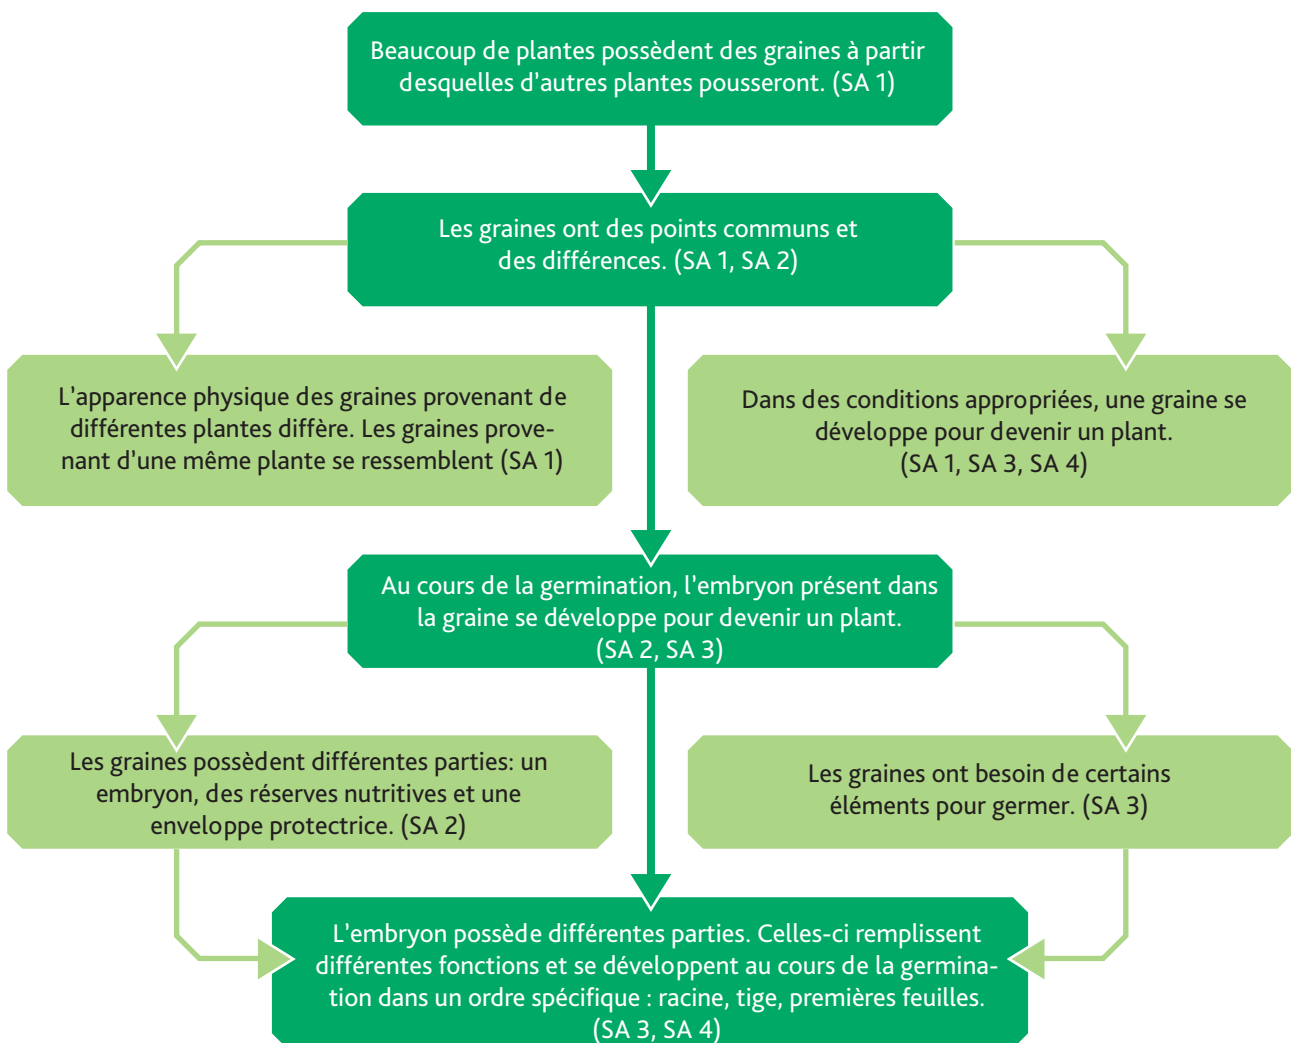 Beaucoup de plantes possèdent des graines à partir
desquelles d'autres plantes pousseront. (SA 1)
Les graines ont des points communs et
des différences. (SA 1, SA 2)
L'apparence physique des graines provenant de
différentes plantes diffère. Les graines prove-
nant d'une même plante se ressemblent (SA 1)
Dans des conditions appropriées, une graine se
développe pour devenir un plant.
(SA 1, SA 3, SA 4)
Au cours de la germination, l'embryon présent dans
la graine se développe pour devenir un plant.
(SA 2, SA 3)
Les graines possèdent différentes parties: un
embryon, des réserves nutritives et une
enveloppe protectrice. (SA 2)
Les graines ont besoin de certains
éléments pour germer. (SA 3)
L'embryon possède différentes parties. Celles-ci remplissent
différentes fonctions et se développent au cours de la germina-
tion dans un ordre spécifique : racine, tige, premières feuilles.
(SA 3, SA 4)